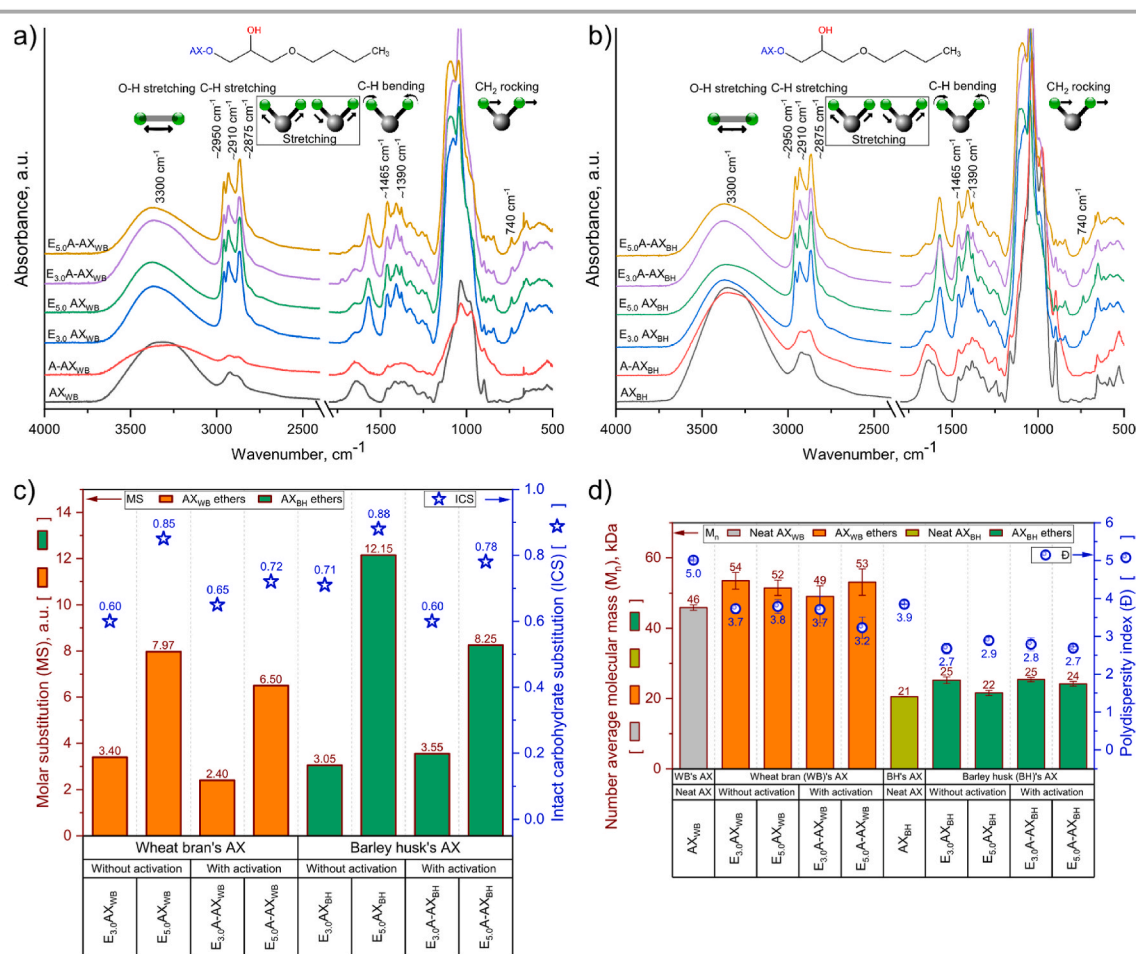 a)
OH
AX-O
O
CH3
O-H stretching
C-H stretching
C-H bending
CH2 rocking
Stretching
3300 cm-1
~2950 cm-1
~2910 cm-1
~2875 cm-1
~1465 cm-1
~1390 cm-1
740 cm-1
Absorbance, a.u.
E5.0A-AXWB
E3.0A-AXWB
E5.0 AXWB
E3.0 AXWB
A-AXWB
AXWB
4000 3500 3000 2500 1500 1000 500
Wavenumber, cm-1
b)
OH
AX-O
O
CH3
O-H stretching
C-H stretching
C-H bending
CH2 rocking
Stretching
3300 cm-1
~2950 cm-1
~2910 cm-1
~2875 cm-1
~1465 cm-1
~1390 cm-1
740 cm-1
Absorbance, a.u.
E5.0A-AXBH
E3.0A-AXBH
E5.0 AXBH
E3.0 AXBH
A-AXBH
AXBH
4000 3500 3000 2500 1500 1000 500
Wavenumber, cm-1
c)
MS AXWB ethers AXBH ethers
ICS
Molar substitution (MS), a.u. [ ]
14
12
10
8
6
4
2
0
Intact carbohydrate substitution (ICS) [ ]
1.0
0.8
0.6
0.4
0.2
0.0
0.60 0.85 0.65 0.72 0.71 0.88 0.60 0.78
3.40 7.97 2.40 6.50 3.05 12.15 3.55 8.25
Wheat bran's AX Barley husk's AX
Without activation With activation Without activation With activation
E3.0AXWB
E5.0AXWB
E3.0A-AXWB
E5.0A-AXWB
E3.0AXBH
E5.0AXBH
E3.0A-AXBH
E5.0A-AXBH
d)
Mn Neat AXWB AXWB ethers Neat AXBH AXBH ethers
Đ
Number average molecular mass (Mn), kDa
[ ]
60
40
20
0
Polydispersity index (Đ) [ ]
6
5
4
3
2
1
0
5.0 3.7 3.8 3.7 3.2 3.9 2.7 2.9 2.8 2.7
46 54 52 49 53 21 25 22 25 24
WB's AX Wheat bran (WB)'s AX BH's AX Barley husk (BH)'s AX
Neat AX Without activation With activation Neat AX Without activation With activation
AXWB
E3.0AXWB
E5.0AXWB
E3.0A-AXWB
E5.0A-AXWB
AXBH
E3.0AXBH
E5.0AXBH
E3.0A-AXBH
E5.0A-AXBH